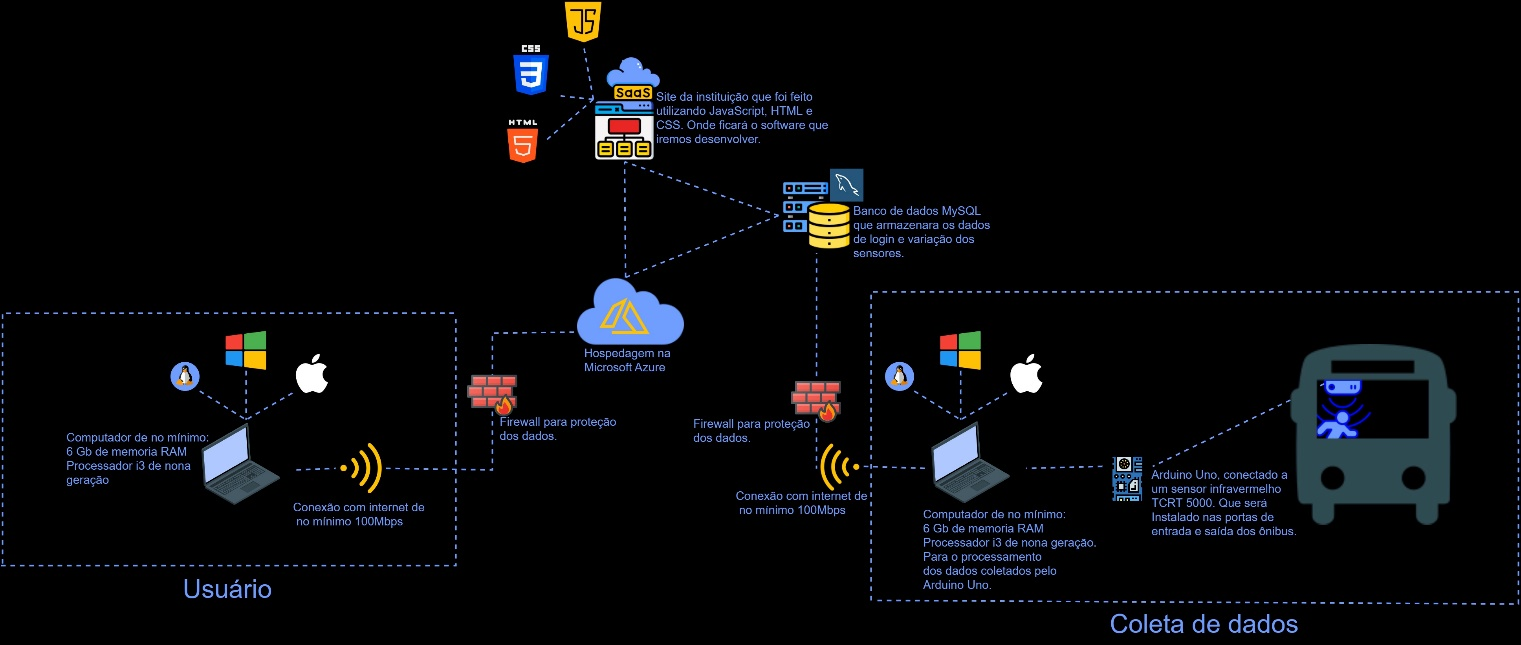 JS
CSS
3
HTML
5
SaaS
Site da instituição que foi feito
utilizando JavaScript, HTML e
CSS. Onde ficará o software que
iremos desenvolver.
Banco de dados MySQL
que armazenara os dados
de login e variação dos
sensores.
Hospedagem na
Microsoft Azure
Firewall para proteção
dos dados.
Computador de no mínimo:
6 Gb de memoria RAM
Processador i3 de nona
geração
Conexão com internet de
no mínimo 100Mbps
Usuário
Firewall para proteção
dos dados.
Conexão com internet de
no mínimo 100Mbps
Computador de no mínimo:
6 Gb de memoria RAM
Processador i3 de nona geração.
Para o processamento
dos dados coletados pelo
Arduino Uno.
Arduino Uno, conectado a
um sensor infravermelho
TCRT 5000. Que será
Instalado nas portas de
entrada e saída dos ônibus.
Coleta de dados